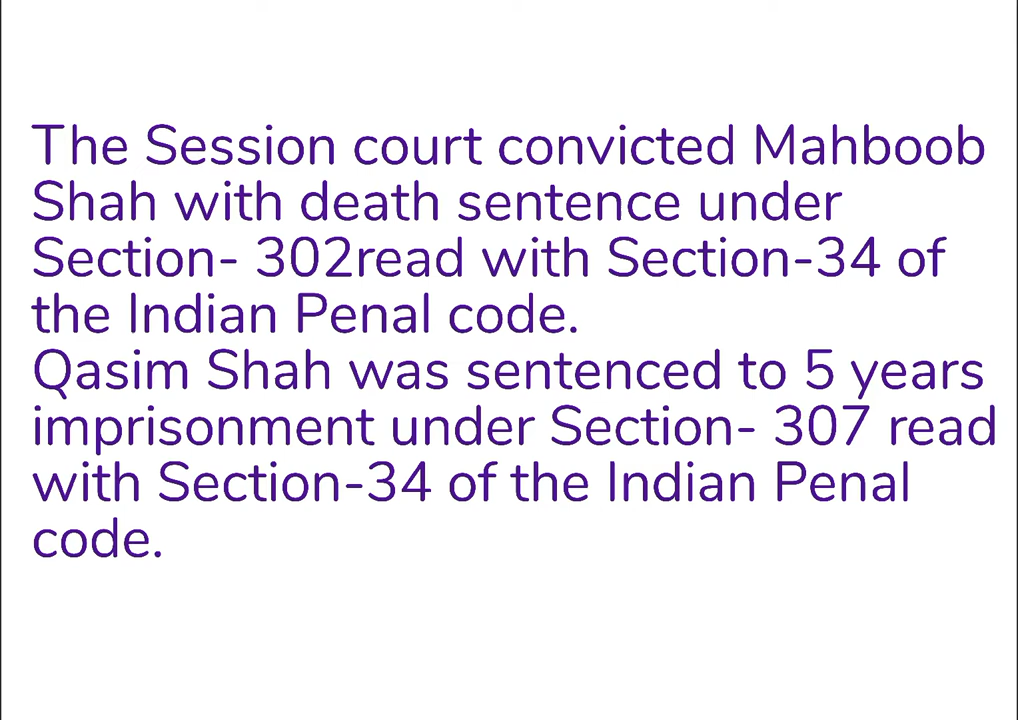 The Session court convicted Mahboob
Shah with death sentence under
Section- 302read with Section-34 of
the Indian Penal code.
Qasim Shah was sentenced to 5 years
imprisonment under Section- 307 read
with Section-34 of the Indian Penal
code.